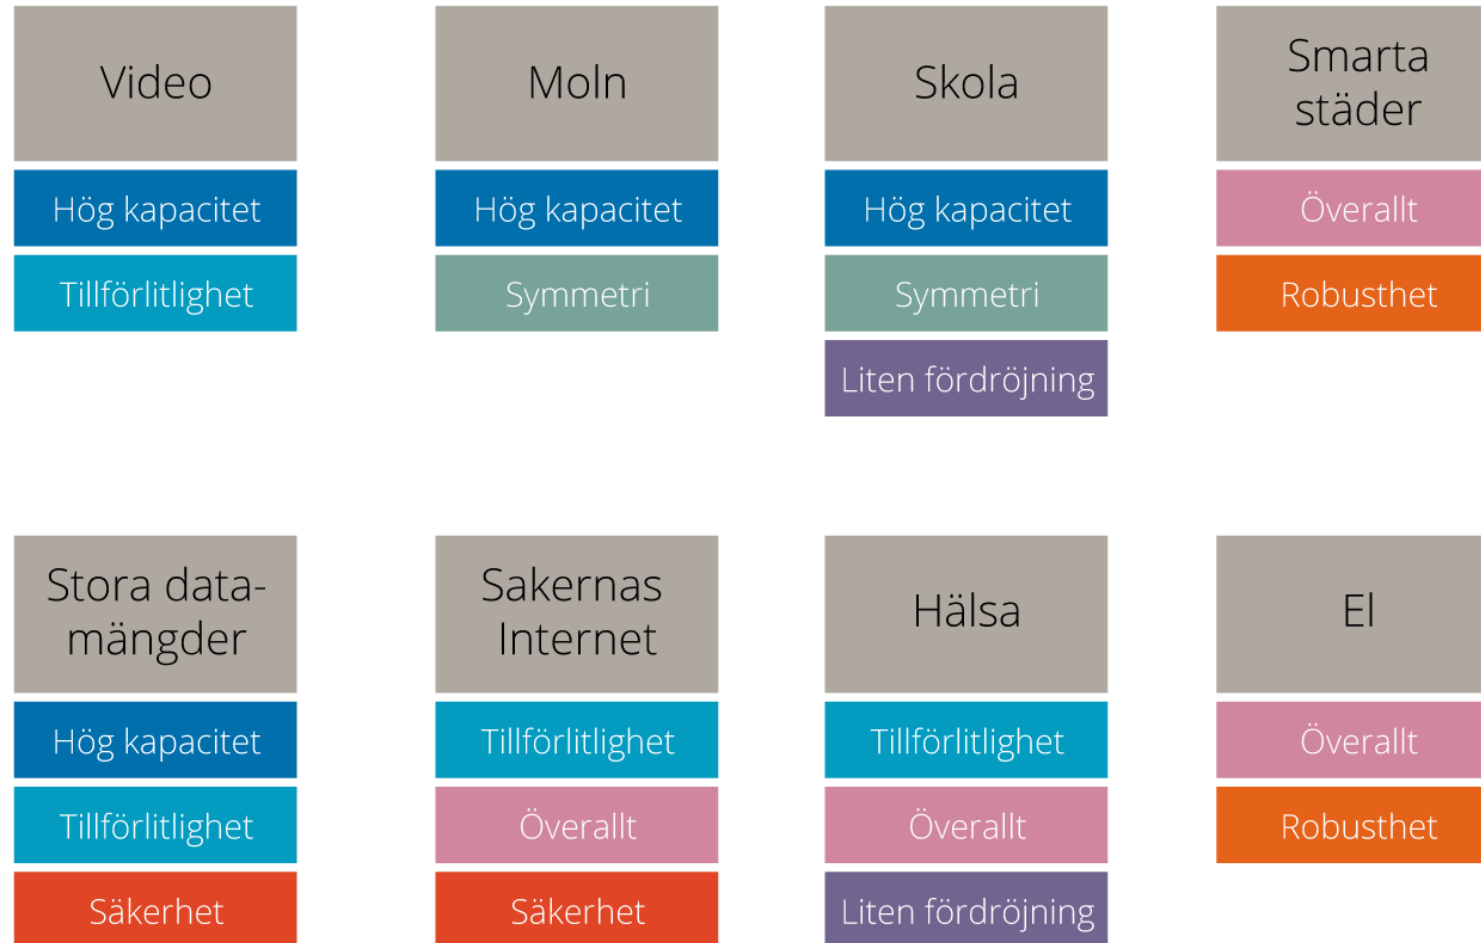 Video
Hög kapacitet
Tillförlitlighet
Moln
Hög kapacitet
Symmetri
Skola
Hög kapacitet
Symmetri
Liten fördröjning
Smarta
städer
Överallt
Robusthet
Stora data-
mängder
Hög kapacitet
Tillförlitlighet
Säkerhet
Sakernas
Internet
Tillförlitlighet
Överallt
Säkerhet
Hälsa
Tillförlitlighet
Överallt
Liten fördröjning
El
Överallt
Robusthet